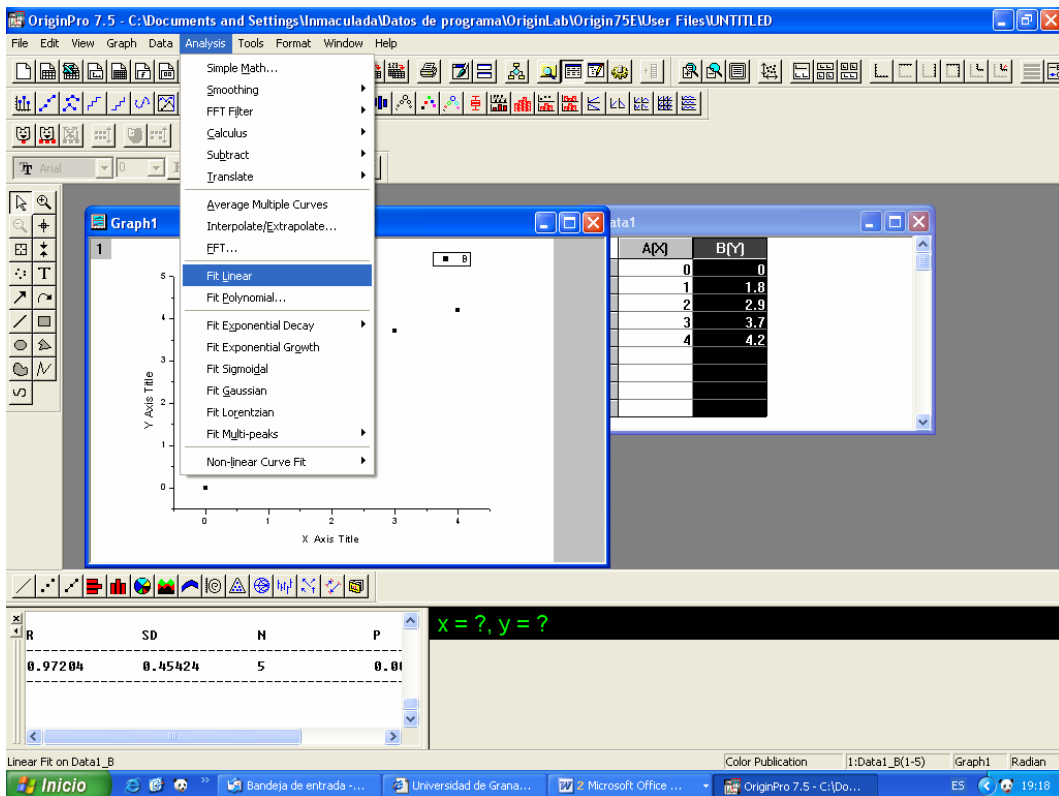 OriginPro 7.5 - C:\Documents and Settings\Inmaculada\Datos de programa\OriginLab\Origin75E\User Files\UNTITLED
File Edit View Graph Data Analysis Tools Format Window Help
Simple Math...
Smoothing
FFT Filter
Calculus
Subtract
Translate
Average Multiple Curves
Interpolate/Extrapolate...
FFT...
Fit Linear
Fit Polynomial...
Fit Exponential Decay
Fit Exponential Growth
Fit Sigmoidal
Fit Gaussian
Fit Lorentzian
Fit Multi-peaks
Non-linear Curve Fit
Arial 0
Graph1
1
B
5
4
3
2
1
0
Y Axis Title
0 1 2 3 4
X Axis Title
ata1
A(X) B(Y)
0 0
1 1.8
2 2.9
3 3.7
4 4.2
R SD N P
0.97204 0.45424 5
x = ?, y = ?
Linear Fit on Data1_B
Color Publication 1:Data1_B(1-5) Graph1 Radian
Inicio Bandeja de entrada -... Universidad de Grana... 2 Microsoft Office ... OriginPro 7.5 - C:\Do... ES 19:18